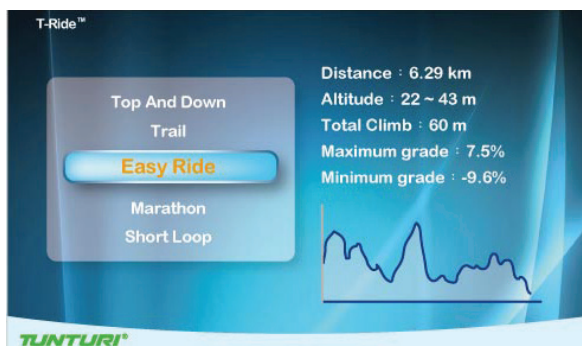 T-Ride™
Top And Down
Trail
Easy Ride
Marathon
Short Loop
Distance : 6.29 km
Altitude : 22 ~ 43 m
Total Climb : 60 m
Maximum grade : 7.5%
Minimum grade : -9.6%
TUNTURI®